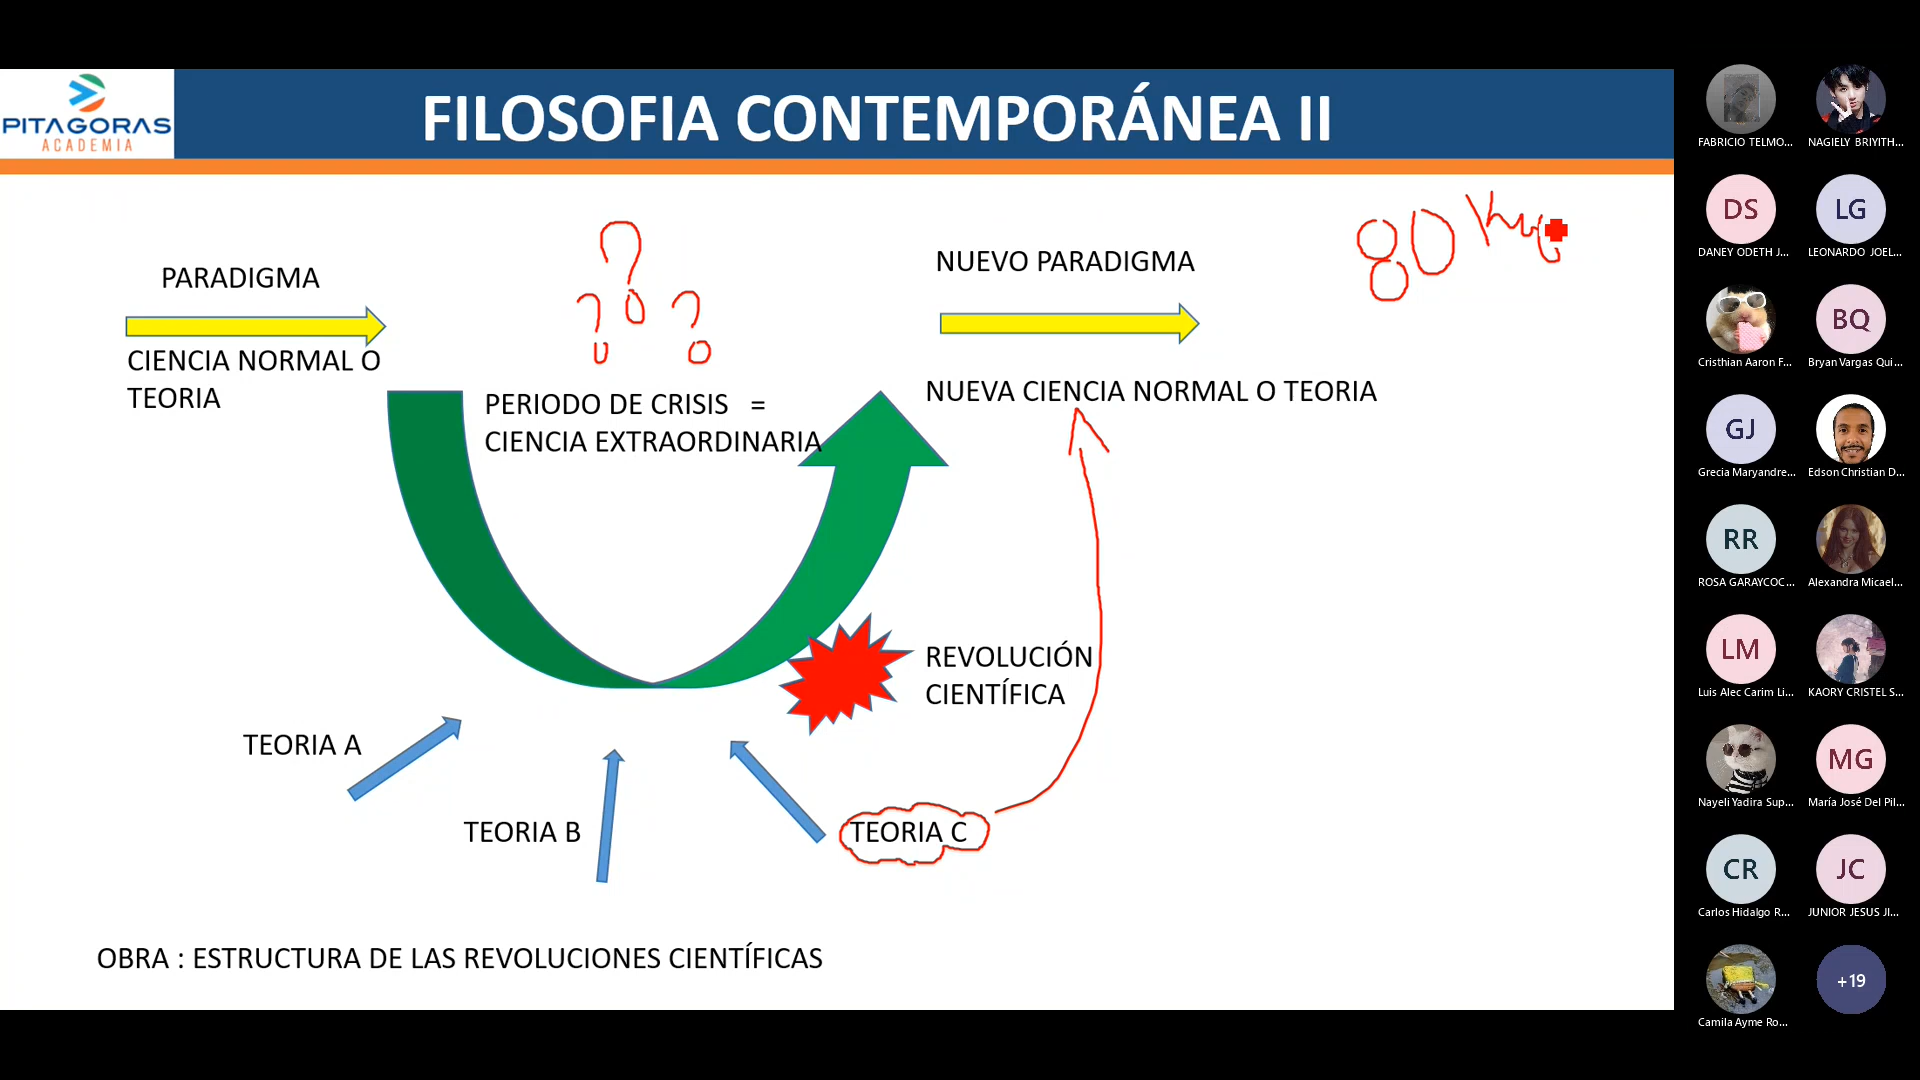 PITAGORAS
ACADEMIA
FILOSOFIA CONTEMPORÁNEA II
PARADIGMA
CIENCIA NORMAL O
TEORIA
???
PERIODO DE CRISIS =
CIENCIA EXTRAORDINARIA
NUEVO PARADIGMA
NUEVA CIENCIA NORMAL O TEORIA
80 Kg
REVOLUCIÓN
CIENTÍFICA
TEORIA A
TEORIA B
TEORIA C
OBRA : ESTRUCTURA DE LAS REVOLUCIONES CIENTÍFICAS
FABRICIO TELMO...
NAGIELY BRIYITH...
DS
DANEY ODETH J...
LG
LEONARDO JOEL...
Cristhian Aaron F...
BQ
Bryan Vargas Qui...
GJ
Grecia Maryandre...
Edson Christian D...
RR
ROSA GARAYCOC...
Alexandra Micael...
LM
Luis Alec Carim Li...
KAORY CRISTEL S...
Nayeli Yadira Sup...
MG
María José Del Pil...
CR
Carlos Hidalgo R...
JC
JUNIOR JESUS JI...
Camila Ayme Ro...
+19